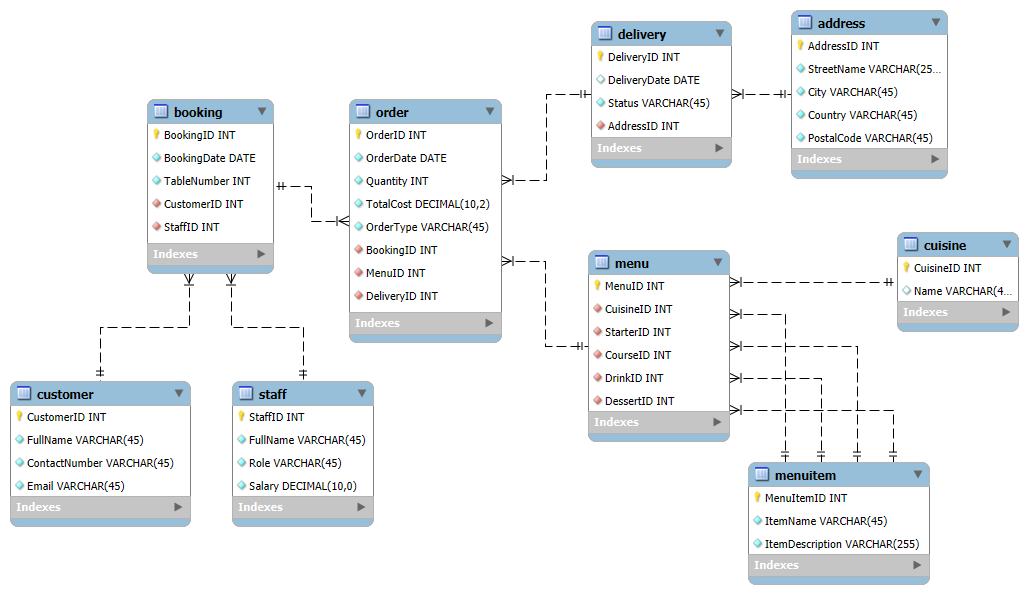 booking
BookingID INT
BookingDate DATE
TableNumber INT
CustomerID INT
StaffID INT
Indexes
order
OrderID INT
OrderDate DATE
Quantity INT
TotalCost DECIMAL(10,2)
OrderType VARCHAR(45)
BookingID INT
MenuID INT
DeliveryID INT
Indexes
delivery
DeliveryID INT
DeliveryDate DATE
Status VARCHAR(45)
AddressID INT
Indexes
address
AddressID INT
StreetName VARCHAR(25...
City VARCHAR(45)
Country VARCHAR(45)
PostalCode VARCHAR(45)
Indexes
customer
CustomerID INT
FullName VARCHAR(45)
ContactNumber VARCHAR(45)
Email VARCHAR(45)
Indexes
staff
StaffID INT
FullName VARCHAR(45)
Role VARCHAR(45)
Salary DECIMAL(10,0)
Indexes
menu
MenuID INT
CuisineID INT
StarterID INT
CourseID INT
DrinkID INT
DessertID INT
Indexes
cuisine
CuisineID INT
Name VARCHAR(4...
Indexes
menuitem
MenuItemID INT
ItemName VARCHAR(45)
ItemDescription VARCHAR(255)
Indexes